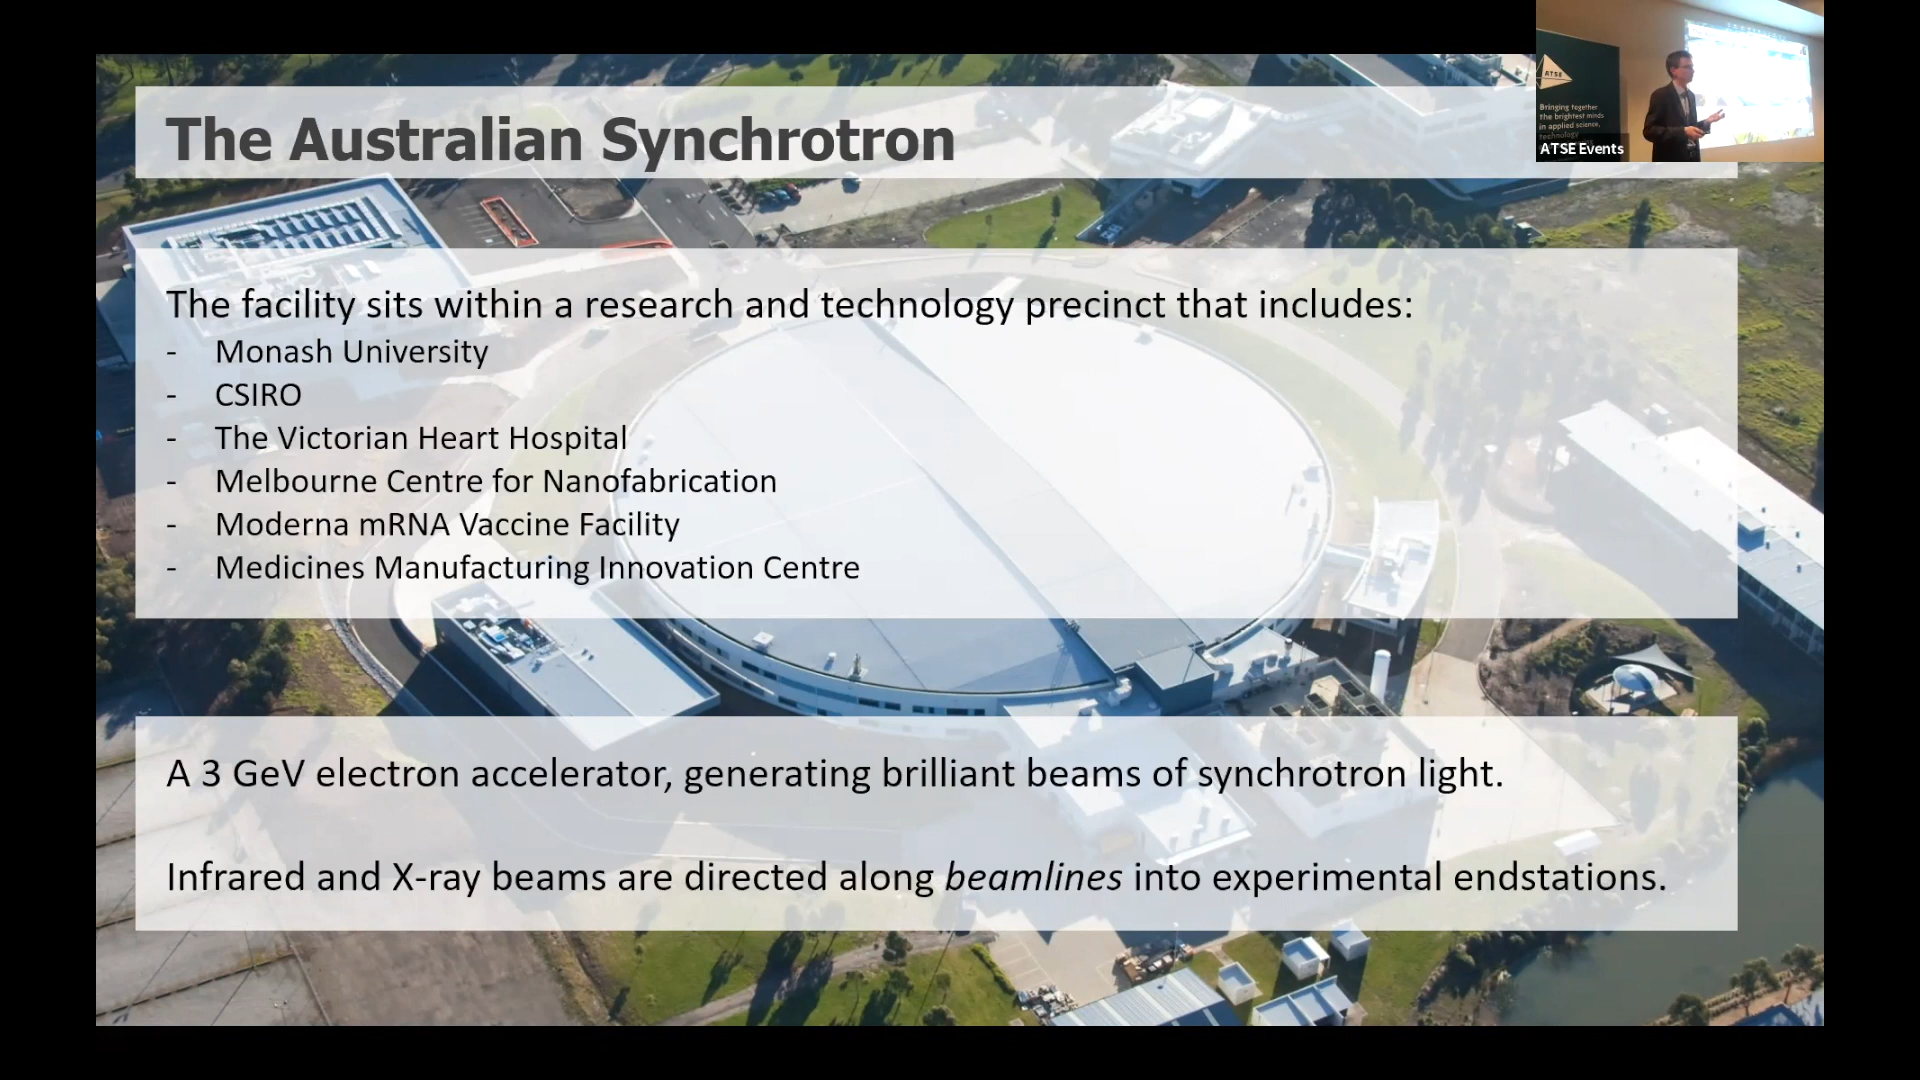 The Australian Synchrotron
ATSE
Bringing together
the brightest minds
in applied science,
technology
ATSE Events
The facility sits within a research and technology precinct that includes:
- Monash University
- CSIRO
- The Victorian Heart Hospital
- Melbourne Centre for Nanofabrication
- Moderna mRNA Vaccine Facility
- Medicines Manufacturing Innovation Centre
A 3 GeV electron accelerator, generating brilliant beams of synchrotron light.
Infrared and X-ray beams are directed along beamlines into experimental endstations.